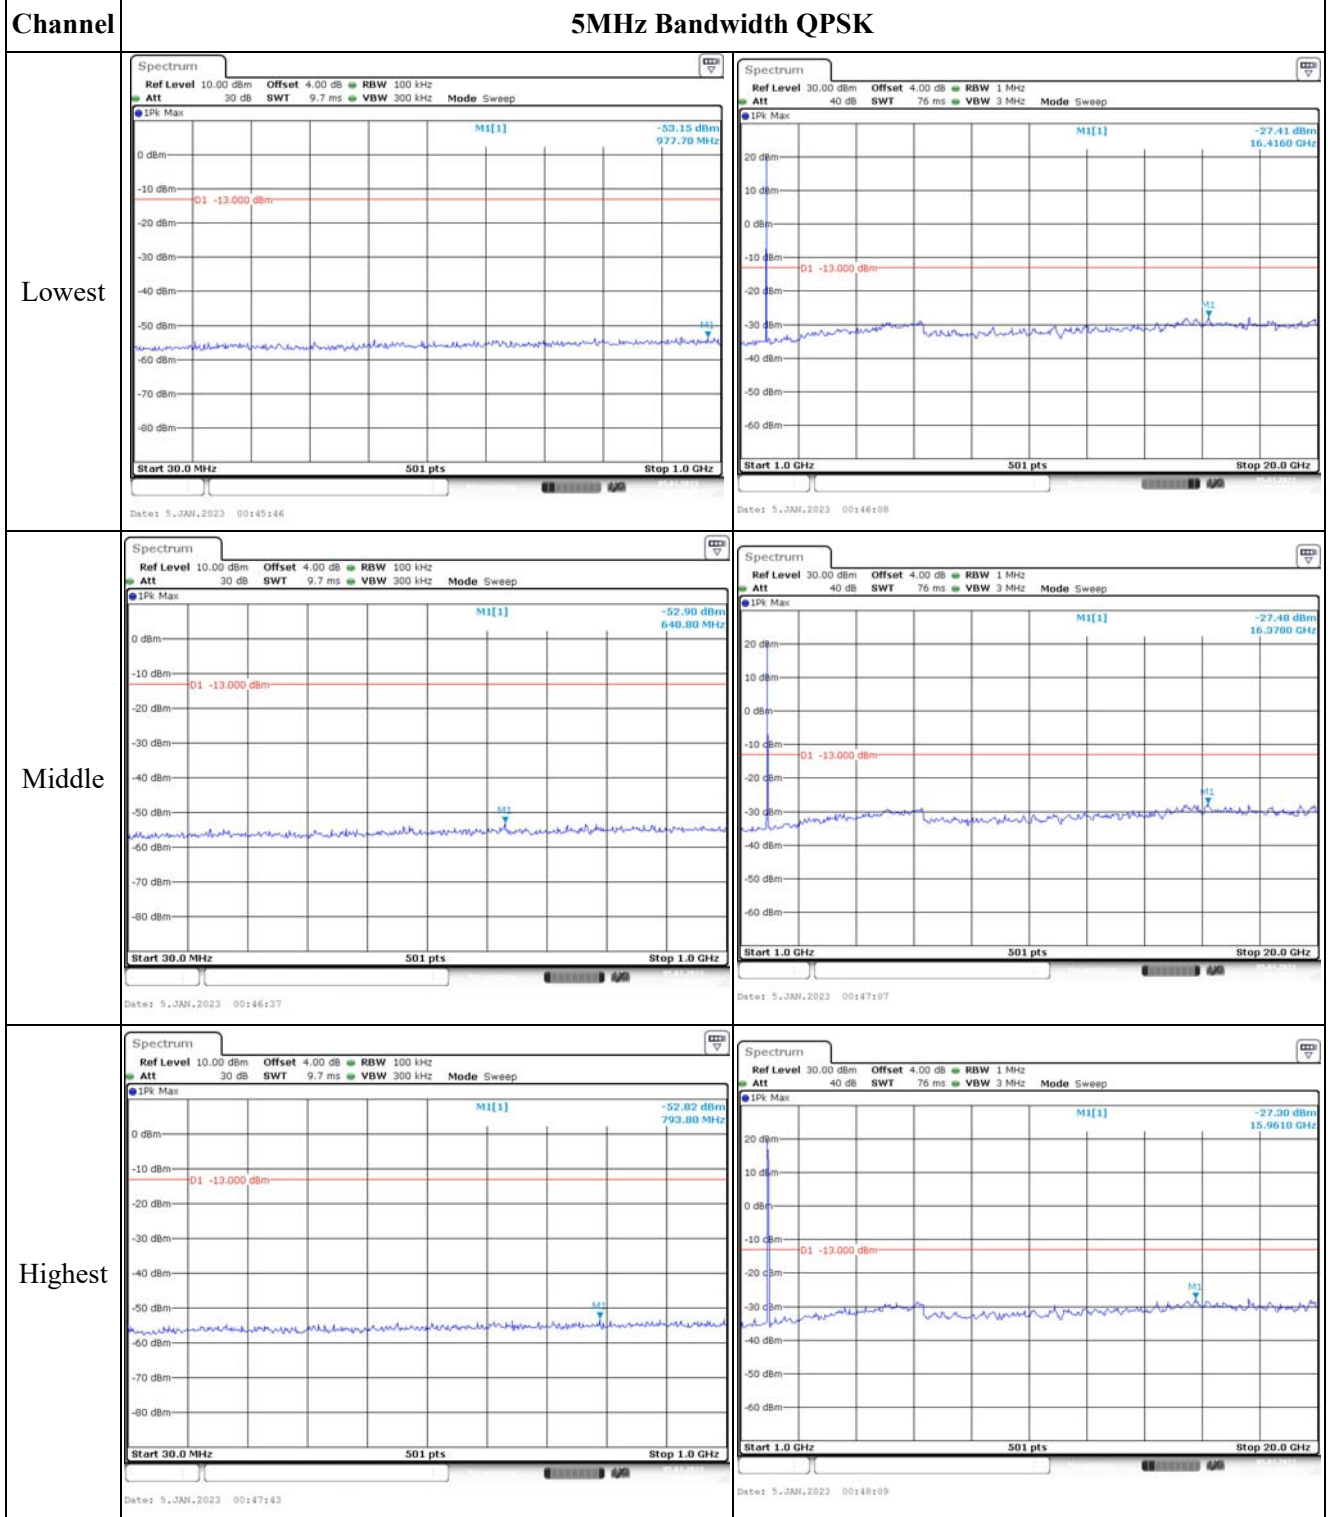 Channel
5MHz Bandwidth QPSK
Lowest
Spectrum
Ref Level 10.00 dBm Offset 4.00 dB RBW 100 kHz
Att 30 dB SWT 9.7 ms VBW 300 kHz Mode Sweep
1Pk Max
M1[1] -53.15 dBm
977.70 MHz
0 dBm
-10 dBm
D1 -13.000 dBm
-20 dBm
-30 dBm
-40 dBm
-50 dBm
M1
-60 dBm
-70 dBm
-80 dBm
Start 30.0 MHz 501 pts Stop 1.0 GHz
Date: 5.JAN.2023 00:45:46
Spectrum
Ref Level 30.00 dBm Offset 4.00 dB RBW 1 MHz
Att 40 dB SWT 76 ms VBW 3 MHz Mode Sweep
1Pk Max
M1[1] -27.41 dBm
16.4160 GHz
20 dBm
10 dBm
0 dBm
-10 dBm
D1 -13.000 dBm
-20 dBm
M1
-30 dBm
-40 dBm
-50 dBm
-60 dBm
Start 1.0 GHz 501 pts Stop 20.0 GHz
Date: 5.JAN.2023 00:46:08
Middle
Spectrum
Ref Level 10.00 dBm Offset 4.00 dB RBW 100 kHz
Att 30 dB SWT 9.7 ms VBW 300 kHz Mode Sweep
1Pk Max
M1[1] -52.90 dBm
640.80 MHz
0 dBm
-10 dBm
D1 -13.000 dBm
-20 dBm
-30 dBm
-40 dBm
-50 dBm
M1
-60 dBm
-70 dBm
-80 dBm
Start 30.0 MHz 501 pts Stop 1.0 GHz
Date: 5.JAN.2023 00:46:37
Spectrum
Ref Level 30.00 dBm Offset 4.00 dB RBW 1 MHz
Att 40 dB SWT 76 ms VBW 3 MHz Mode Sweep
1Pk Max
M1[1] -27.48 dBm
16.3780 GHz
20 dBm
10 dBm
0 dBm
-10 dBm
D1 -13.000 dBm
-20 dBm
M1
-30 dBm
-40 dBm
-50 dBm
-60 dBm
Start 1.0 GHz 501 pts Stop 20.0 GHz
Date: 5.JAN.2023 00:47:07
Highest
Spectrum
Ref Level 10.00 dBm Offset 4.00 dB RBW 100 kHz
Att 30 dB SWT 9.7 ms VBW 300 kHz Mode Sweep
1Pk Max
M1[1] -52.82 dBm
793.80 MHz
0 dBm
-10 dBm
D1 -13.000 dBm
-20 dBm
-30 dBm
-40 dBm
-50 dBm
M1
-60 dBm
-70 dBm
-80 dBm
Start 30.0 MHz 501 pts Stop 1.0 GHz
Date: 5.JAN.2023 00:47:43
Spectrum
Ref Level 30.00 dBm Offset 4.00 dB RBW 1 MHz
Att 40 dB SWT 76 ms VBW 3 MHz Mode Sweep
1Pk Max
M1[1] -27.30 dBm
15.9610 GHz
20 dBm
10 dBm
0 dBm
-10 dBm
D1 -13.000 dBm
-20 dBm
M1
-30 dBm
-40 dBm
-50 dBm
-60 dBm
Start 1.0 GHz 501 pts Stop 20.0 GHz
Date: 5.JAN.2023 00:48:09